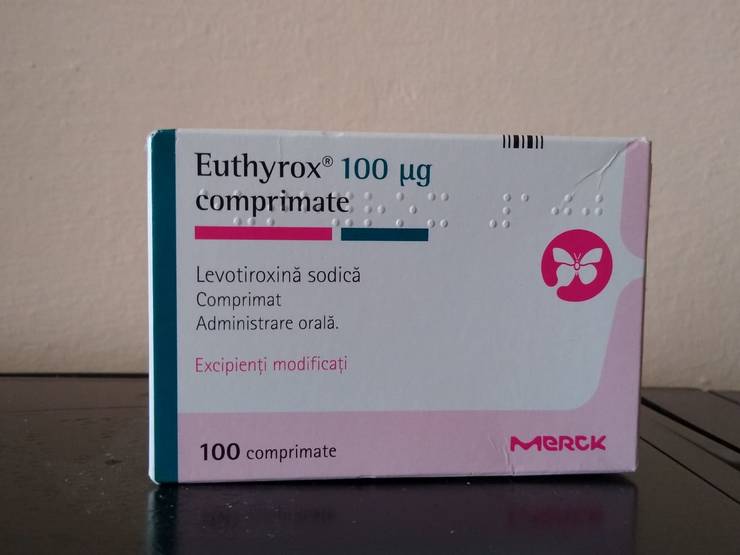 Euthyrox® 100 µg
comprimate
Levotiroxină sodică
Comprimat
Administrare orală.
Excipienți modificați
100 comprimate
MERCK